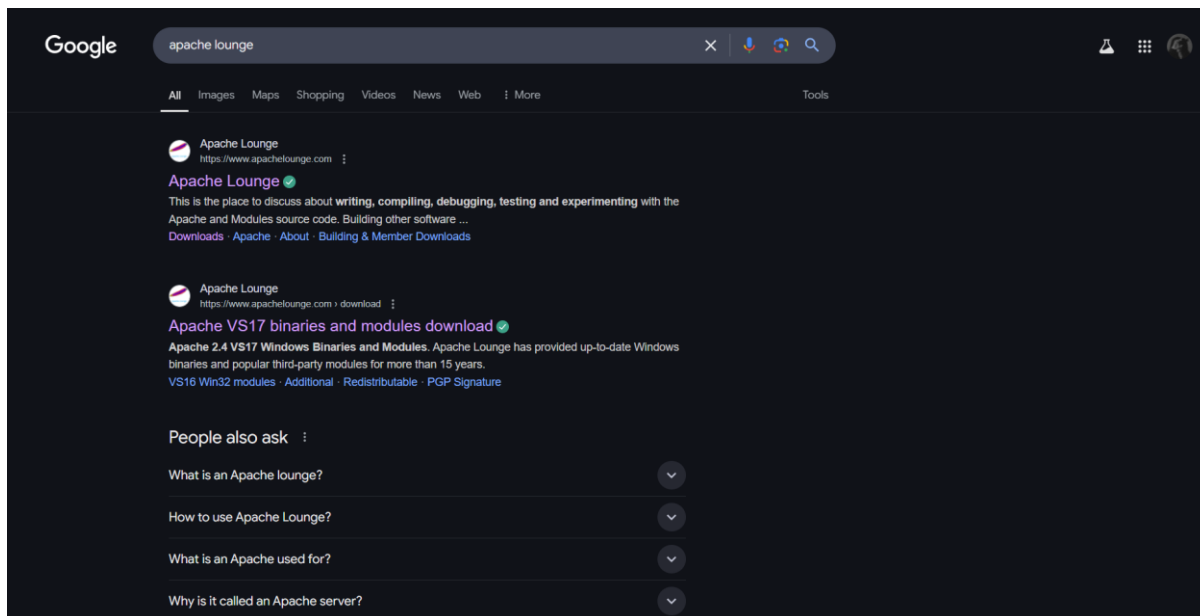 Google
apache lounge
All Images Maps Shopping Videos News Web More Tools
Apache Lounge
https://www.apachelounge.com
Apache Lounge
This is the place to discuss about writing, compiling, debugging, testing and experimenting with the
Apache and Modules source code. Building other software ...
Downloads · Apache · About · Building & Member Downloads
Apache Lounge
https://www.apachelounge.com › download
Apache VS17 binaries and modules download
Apache 2.4 VS17 Windows Binaries and Modules. Apache Lounge has provided up-to-date Windows
binaries and popular third-party modules for more than 15 years.
VS16 Win32 modules · Additional · Redistributable · PGP Signature
People also ask
What is an Apache lounge?
How to use Apache Lounge?
What is an Apache used for?
Why is it called an Apache server?